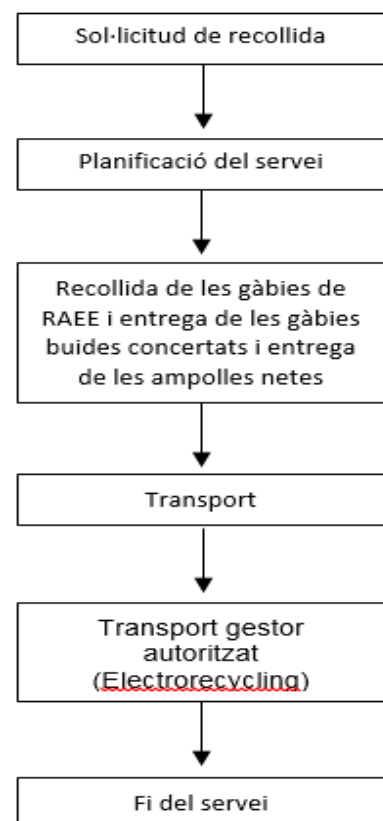 Sol·licitud de recollida
Planificació del servei
Recollida de les gàbies de
RAEE i entrega de les gàbies
buides concertats i entrega
de les ampolles netes
Transport
Transport gestor
autoritzat
(Electrorecycling)
Fi del servei